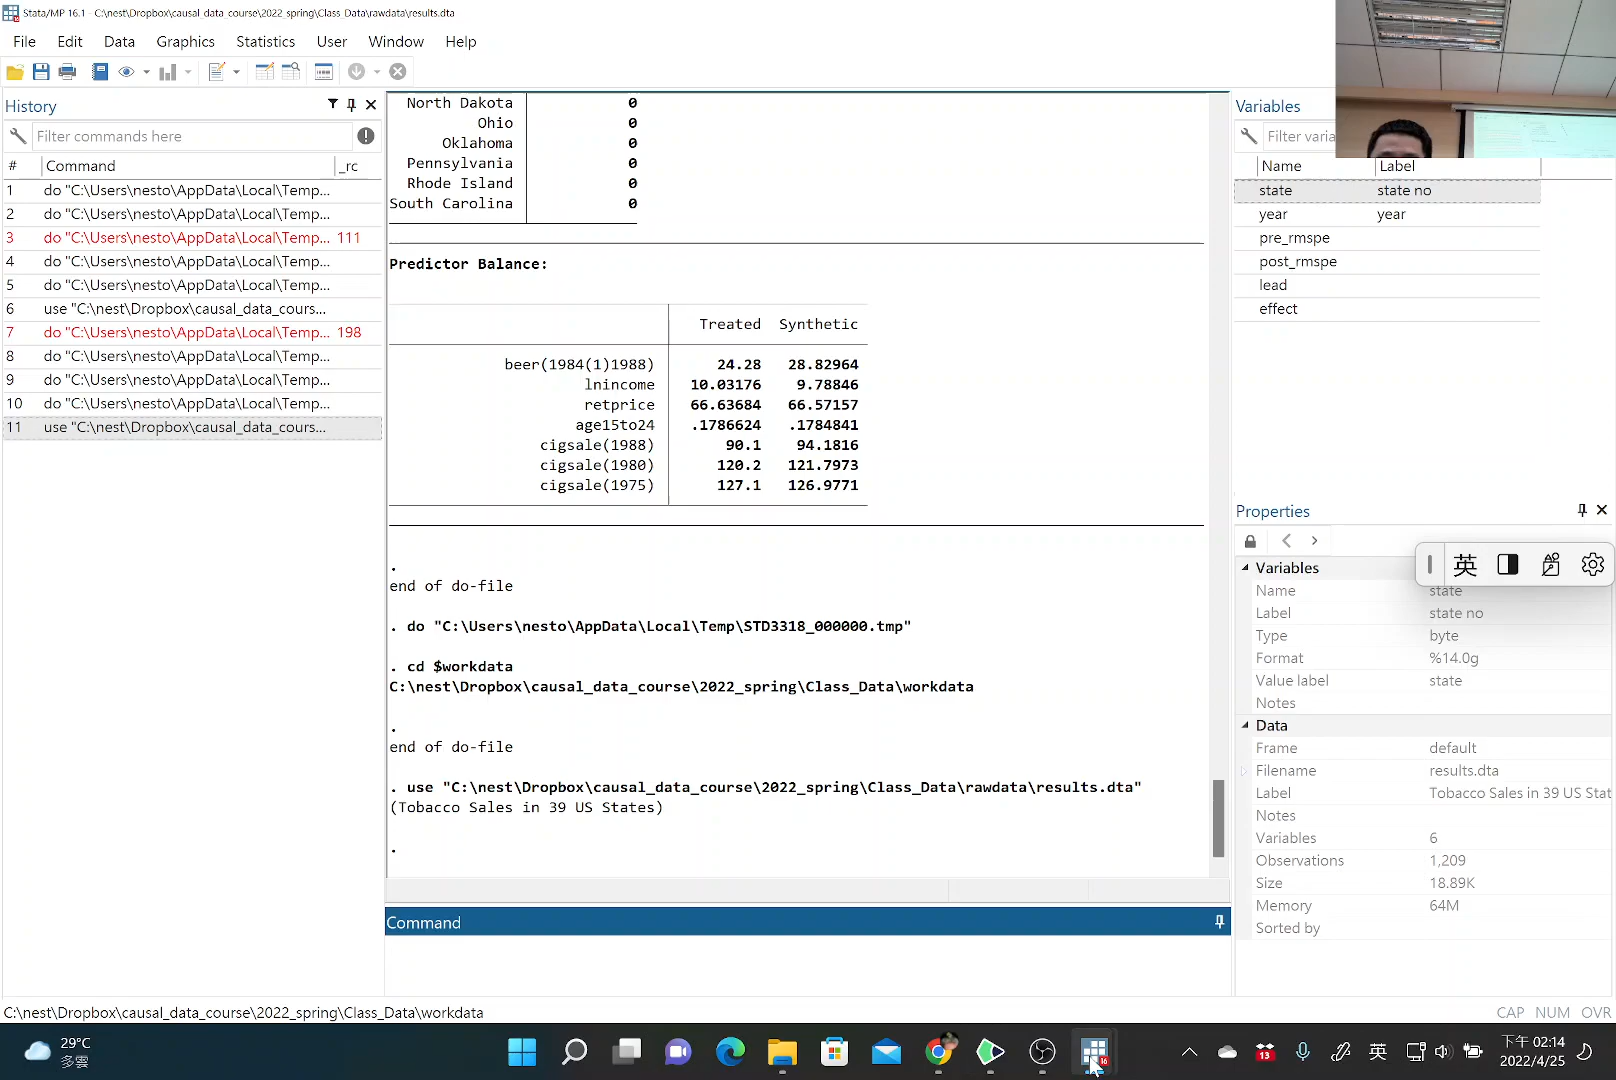 Stata/MP 16.1 - C:\nest\Dropbox\causal_data_course\2022_spring\Class_Data\rawdata\results.dta
File Edit Data Graphics Statistics User Window Help
History
Filter commands here
# Command _rc
1 do "C:\Users\nesto\AppData\Local\Temp...
2 do "C:\Users\nesto\AppData\Local\Temp...
3 do "C:\Users\nesto\AppData\Local\Temp... 111
4 do "C:\Users\nesto\AppData\Local\Temp...
5 do "C:\Users\nesto\AppData\Local\Temp...
6 use "C:\nest\Dropbox\causal_data_cours...
7 do "C:\Users\nesto\AppData\Local\Temp... 198
8 do "C:\Users\nesto\AppData\Local\Temp...
9 do "C:\Users\nesto\AppData\Local\Temp...
10 do "C:\Users\nesto\AppData\Local\Temp...
11 use "C:\nest\Dropbox\causal_data_cours...
North Dakota 0
Ohio 0
Oklahoma 0
Pennsylvania 0
Rhode Island 0
South Carolina 0
Predictor Balance:
Treated Synthetic
beer(1984(1)1988) 24.28 28.82964
lnincome 10.03176 9.78846
retprice 66.63684 66.57157
age15to24 .1786624 .1784841
cigsale(1988) 90.1 94.1816
cigsale(1980) 120.2 121.7973
cigsale(1975) 127.1 126.9771
.
end of do-file
. do "C:\Users\nesto\AppData\Local\Temp\STD3318_000000.tmp"
. cd $workdata
C:\nest\Dropbox\causal_data_course\2022_spring\Class_Data\workdata
.
end of do-file
. use "C:\nest\Dropbox\causal_data_course\2022_spring\Class_Data\rawdata\results.dta"
(Tobacco Sales in 39 US States)
.
Command
Variables
Filter varia
Name Label
state state no
year year
pre_rmspe
post_rmspe
lead
effect
Properties
英
Variables
Name state
Label state no
Type byte
Format %14.0g
Value label state
Notes
Data
Frame default
Filename results.dta
Label Tobacco Sales in 39 US Stat
Notes
Variables 6
Observations 1,209
Size 18.89K
Memory 64M
Sorted by
C:\nest\Dropbox\causal_data_course\2022_spring\Class_Data\workdata
CAP NUM OVR
29°C
多雲
16
13
英
下午 02:14
2022/4/25